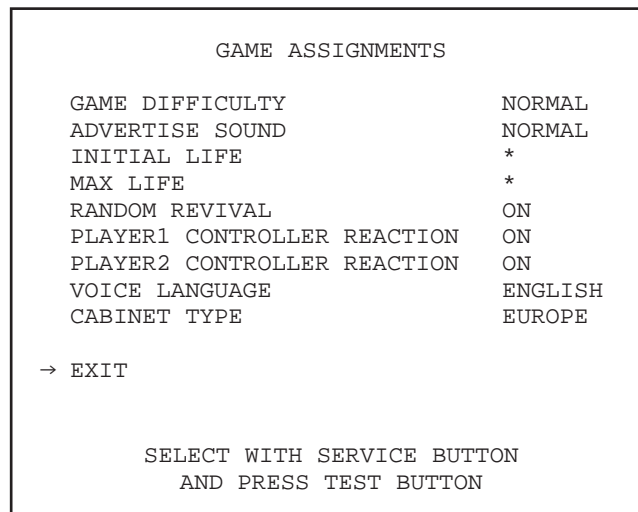 GAME ASSIGNMENTS
GAME DIFFICULTY NORMAL
ADVERTISE SOUND NORMAL
INITIAL LIFE *
MAX LIFE *
RANDOM REVIVAL ON
PLAYER1 CONTROLLER REACTION ON
PLAYER2 CONTROLLER REACTION ON
VOICE LANGUAGE ENGLISH
CABINET TYPE EUROPE
→ EXIT
SELECT WITH SERVICE BUTTON
AND PRESS TEST BUTTON